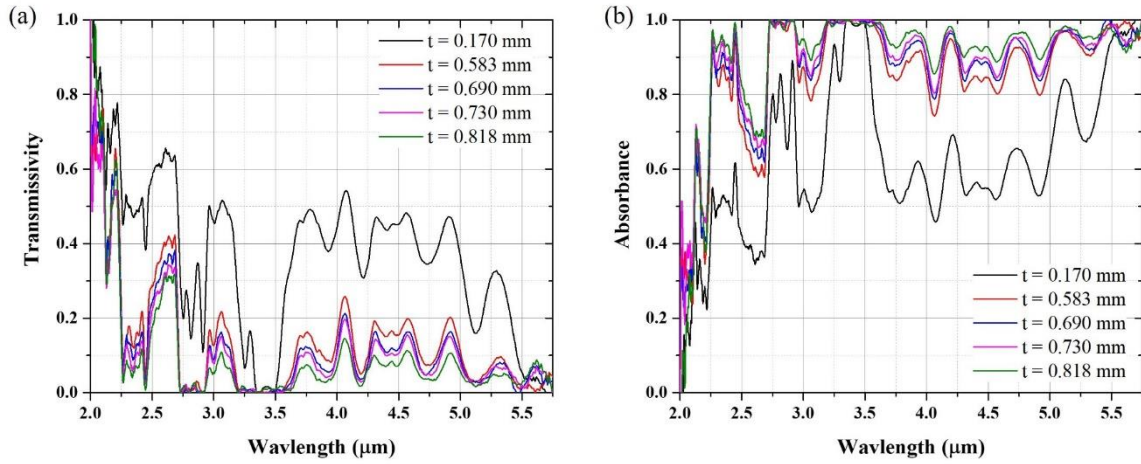 (a)
1.0
0.8
0.6
0.4
0.2
0.0
Transmissivity
t = 0.170 mm
t = 0.583 mm
t = 0.690 mm
t = 0.730 mm
t = 0.818 mm
2.0 2.5 3.0 3.5 4.0 4.5 5.0 5.5
Wavlength (μm)
(b)
1.0
0.8
0.6
0.4
0.2
0.0
Absorbance
t = 0.170 mm
t = 0.583 mm
t = 0.690 mm
t = 0.730 mm
t = 0.818 mm
2.0 2.5 3.0 3.5 4.0 4.5 5.0 5.5
Wavlength (μm)